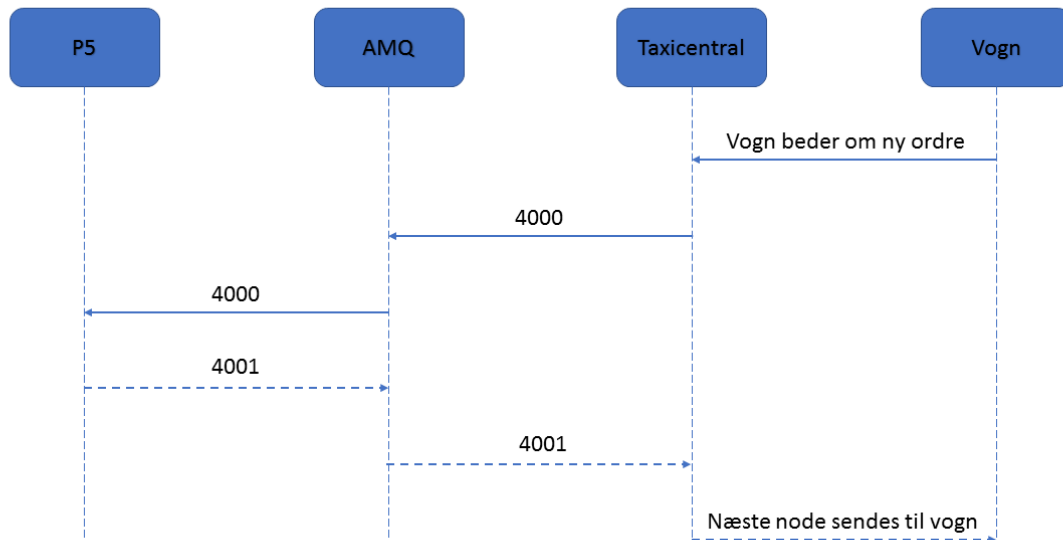 P5
AMQ
Taxicentral
Vogn
Vogn beder om ny ordre
4000
4000
4001
4001
Næste node sendes til vogn